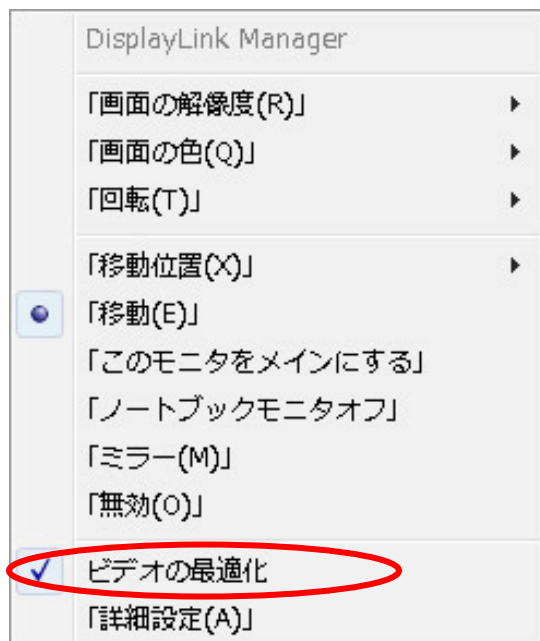 DisplayLink Manager
「画面の解像度(R)」
「画面の色(Q)」
「回転(T)」
「移動位置(X)」
「移動(E)」
「このモニタをメインにする」
「ノートブックモニタオフ」
「ミラー(M)」
「無効(O)」
ビデオの最適化
「詳細設定(A)」